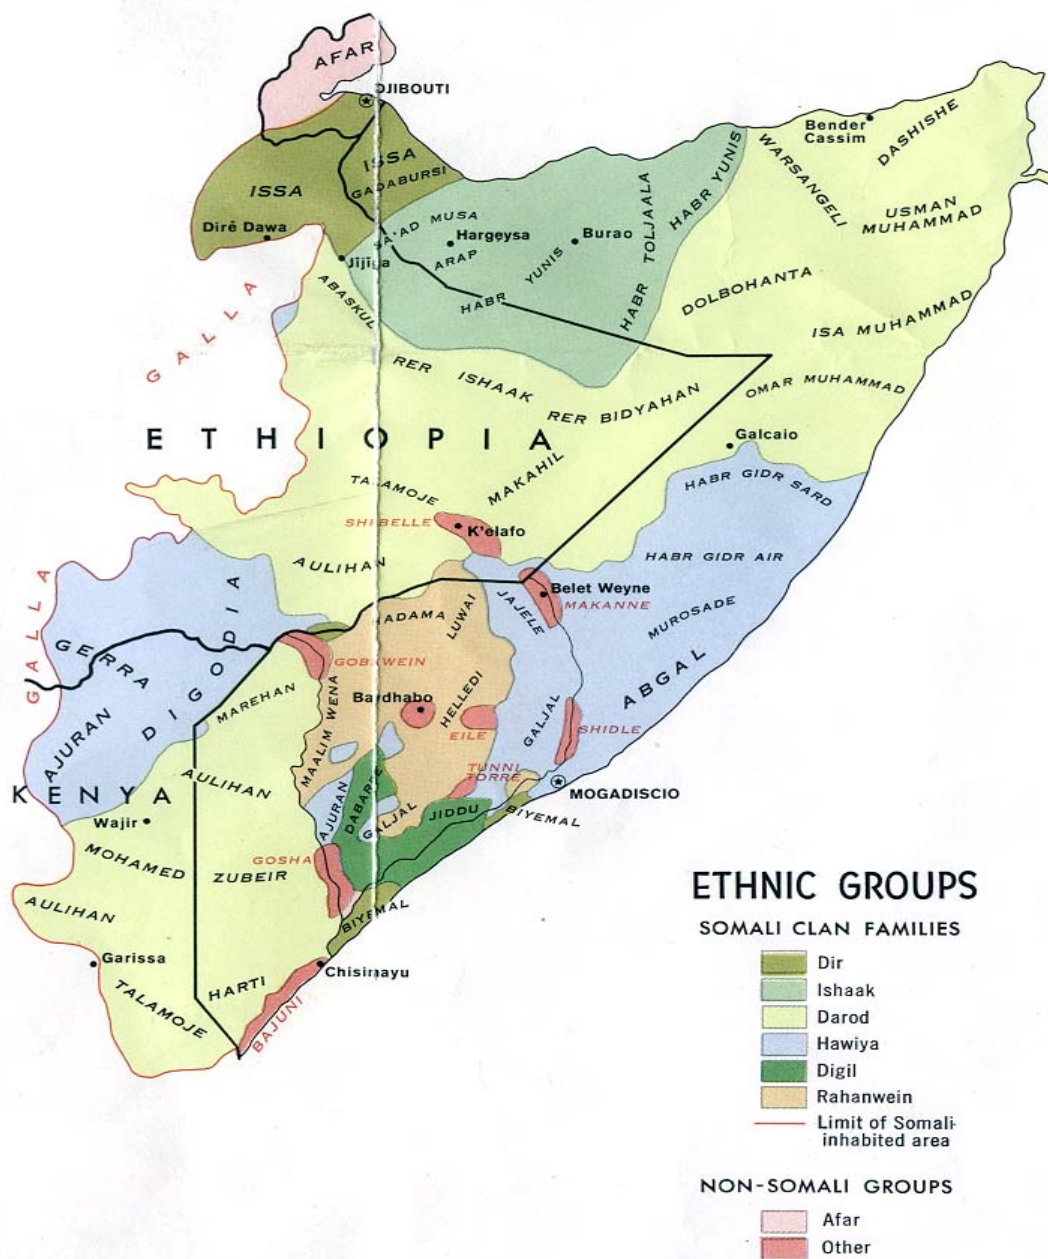 AFAR
DJIBOUTI
ISSA
GADABURSI
ISSA
Diré Dawa
Jijiga
SA'AD MUSA
Hargeysa
ARAP
Burao
HABR YUNIS
HABR TOLJAALA
HABR YUNIS
Bender
Cassim
DASHISHE
WARSANGELI
USMAN
MUHAMMAD
DOLBOHANTA
ISA MUHAMMAD
OMAR MUHAMMAD
GALLA
ABASKUL
RER ISHAAK
RER BIDYAHAN
ETHIOPIA
Galcaio
TALAMOJE
MAKAHIL
HABR GIDR SARD
SHIBELLE
K'elafo
HABR GIDR AIR
AULIHAN
Belet Weyne
MAKANNE
JAJELE
MUROSADE
ABGAL
GALLA
GERRA
DIGODIA
AJURAN
HADAMA
LUWAI
GOBAWEIN
MAREHAN
MAALIM WENA
Baydhabo
HELLEDI
EILE
GALJAL
SHIDLE
TUNNI
TORRE
MOGADISCIO
BIYEMAL
KENYA
Wajir
AULIHAN
AJURAN
DABARRE
GALJAL
JIDDU
GOSHA
MOHAMED ZUBEIR
BIYEMAL
AULIHAN
Garissa
TALAMOJE
HARTI
Chisimayu
BAJUNI
ETHNIC GROUPS
SOMALI CLAN FAMILIES
Dir
Ishaak
Darod
Hawiya
Digil
Rahanwein
Limit of Somali-
inhabited area
NON-SOMALI GROUPS
Afar
Other